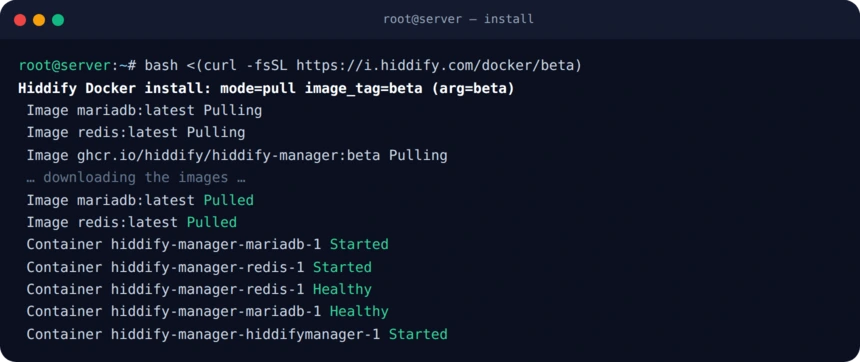 root@server — install
root@server:~# bash <(curl -fsSL https://i.hiddify.com/docker/beta)
Hiddify Docker install: mode=pull image_tag=beta (arg=beta)
Image mariadb:latest Pulling
Image redis:latest Pulling
Image ghcr.io/hiddify/hiddify-manager:beta Pulling
… downloading the images …
Image mariadb:latest Pulled
Image redis:latest Pulled
Container hiddify-manager-mariadb-1 Started
Container hiddify-manager-redis-1 Started
Container hiddify-manager-redis-1 Healthy
Container hiddify-manager-mariadb-1 Healthy
Container hiddify-manager-hiddifymanager-1 Started